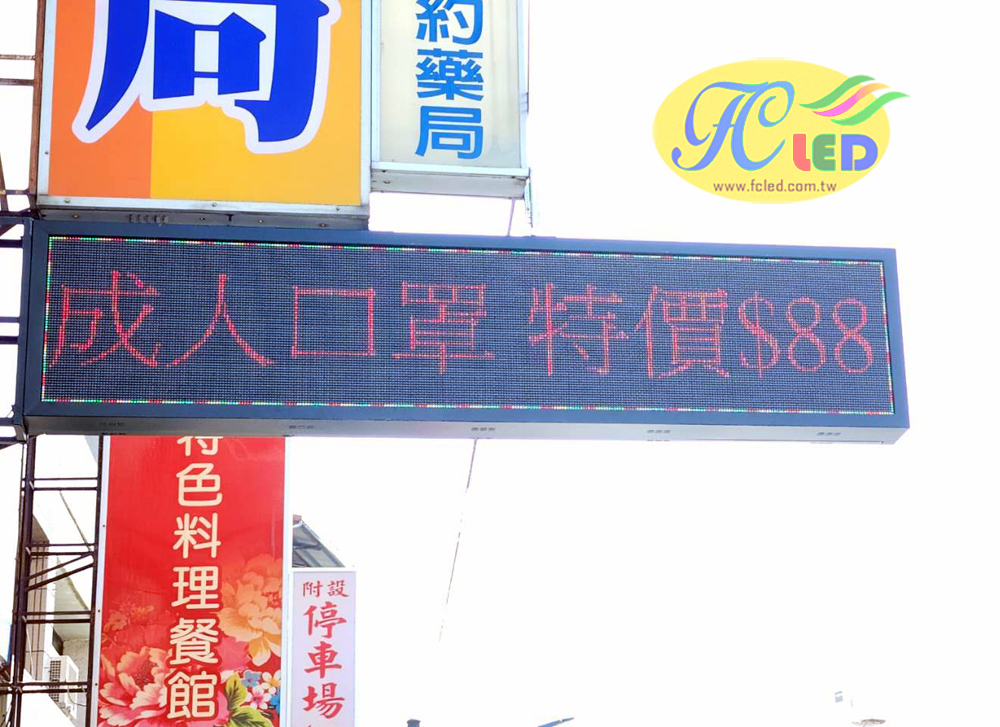 局
約藥局
FC LED
www.fcled.com.tw
成人口罩 特價$88
特色料理餐館
附設
停車場